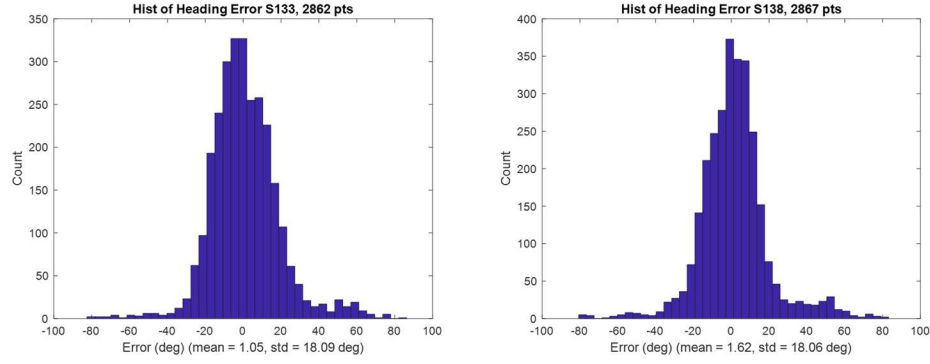 Hist of Heading Error S133, 2862 pts
350
300
250
200
150
100
50
0
Count
-100 -80 -60 -40 -20 0 20 40 60 80 100
Error (deg) (mean = 1.05, std = 18.09 deg)
Hist of Heading Error S138, 2867 pts
400
350
300
250
200
150
100
50
0
Count
-100 -80 -60 -40 -20 0 20 40 60 80 100
Error (deg) (mean = 1.62, std = 18.06 deg)